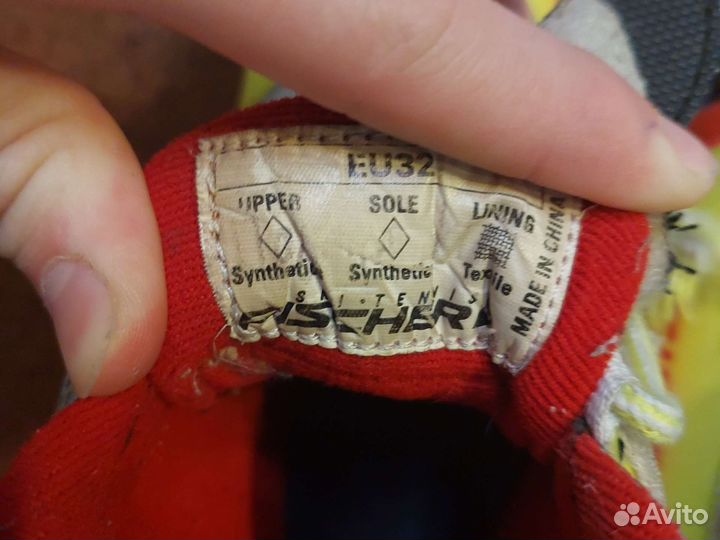 EU32
UPPER SOLE LINING
Synthetic Synthetic Textile
MADE IN CHINA
FISCHER
Avito